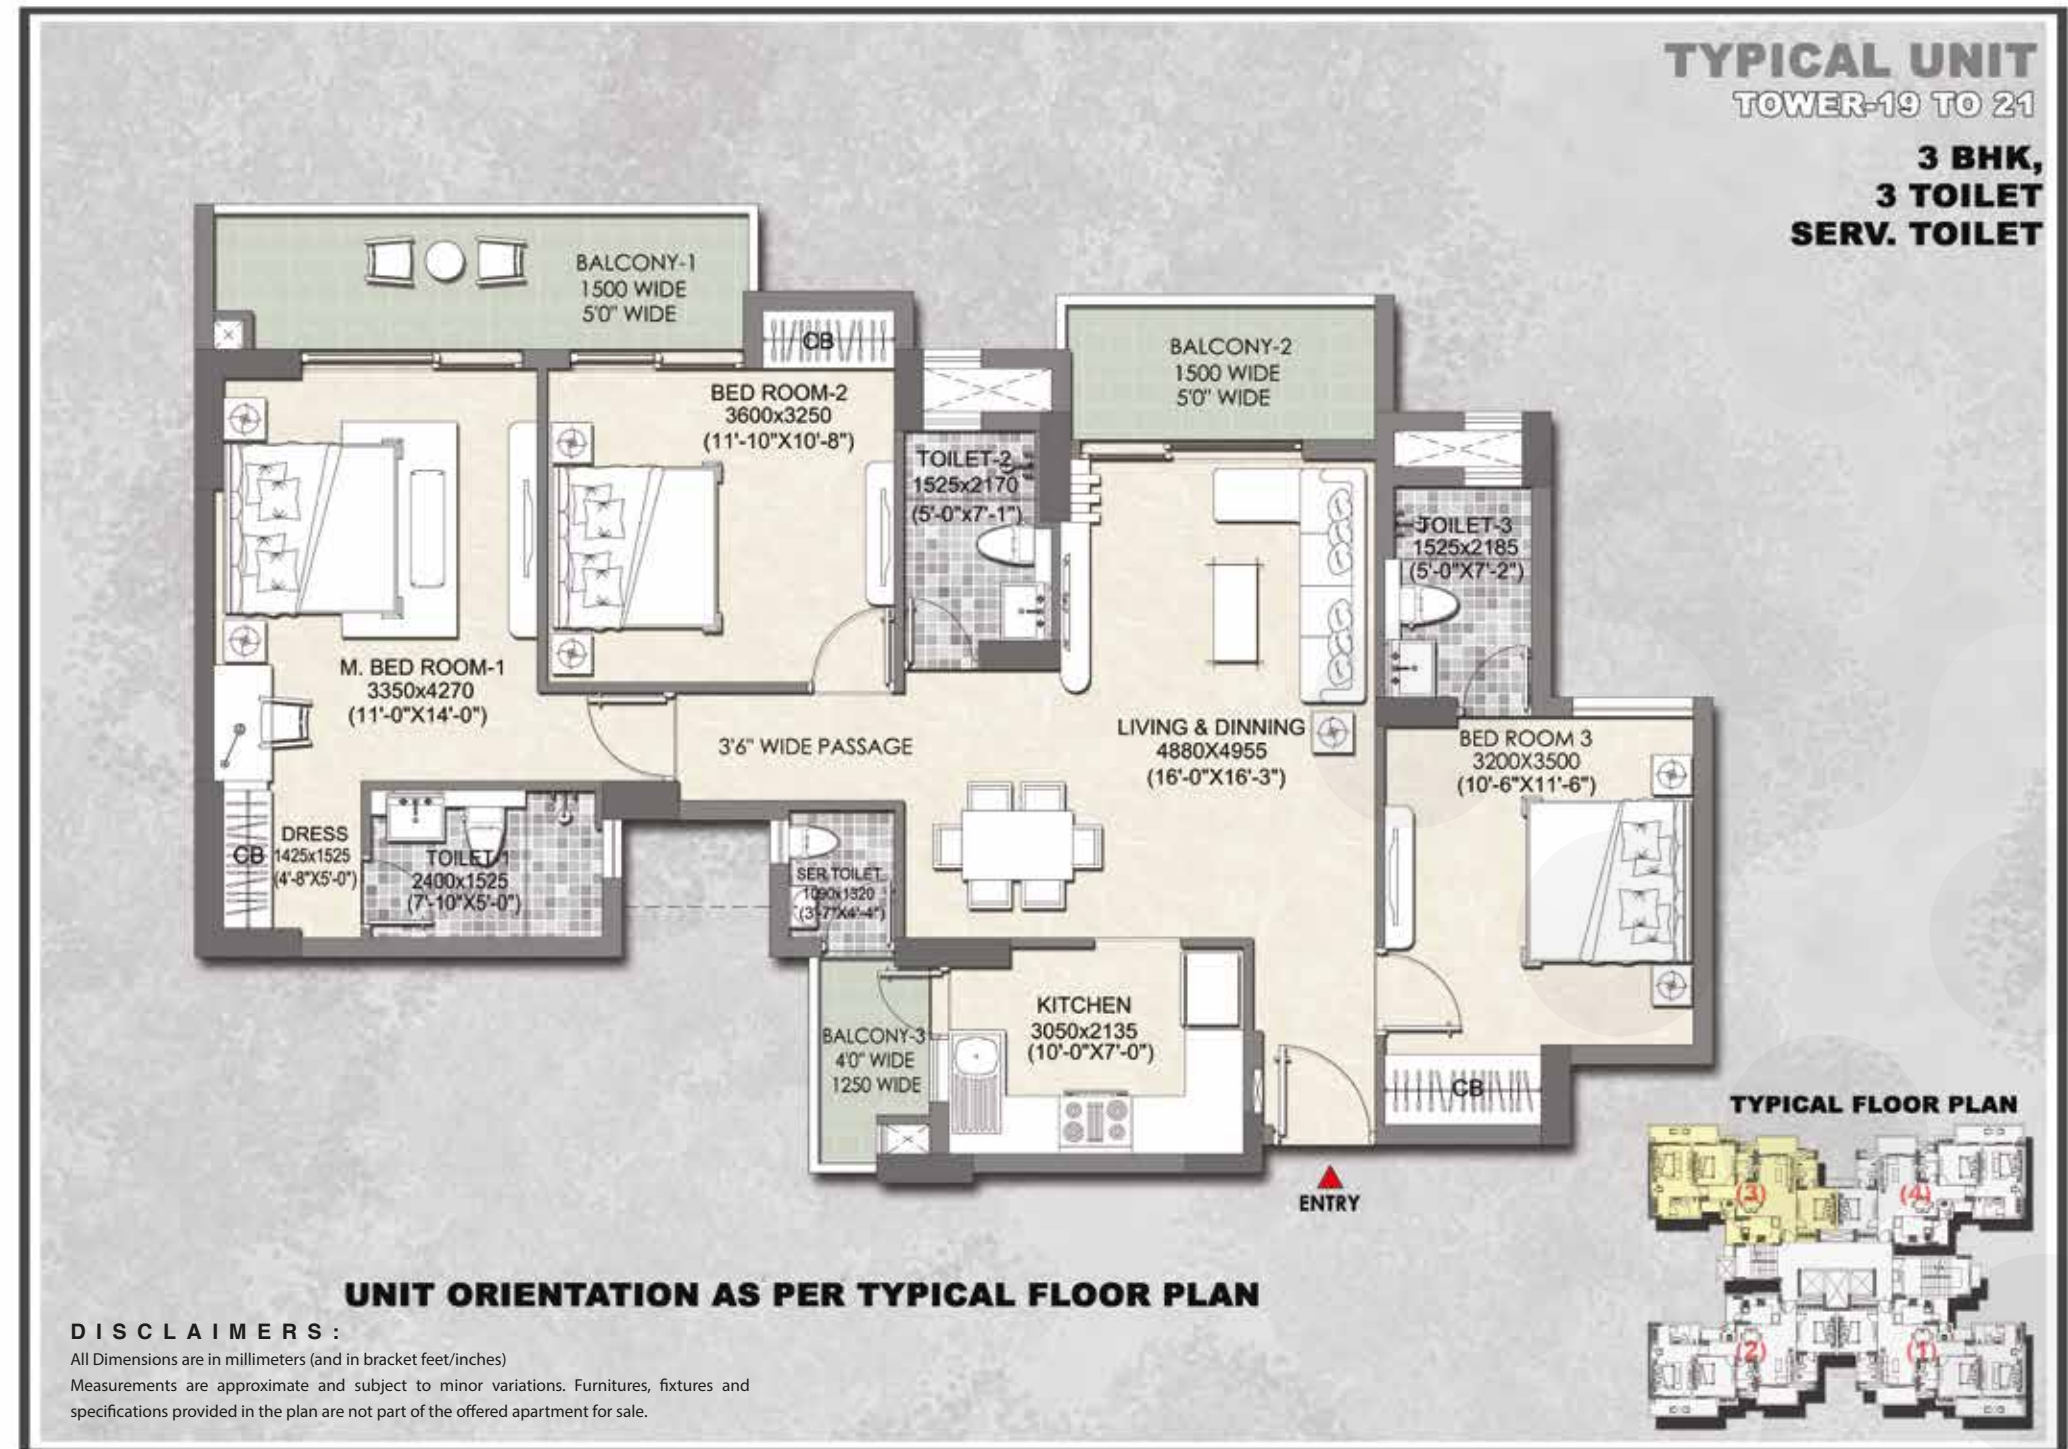 TYPICAL UNIT
TOWER-19 TO 21
3 BHK,
3 TOILET
SERV. TOILET
BALCONY-1
1500 WIDE
5'0" WIDE
CB
BALCONY-2
1500 WIDE
5'0" WIDE
BED ROOM-2
3600x3250
(11'-10"X10'-8")
TOILET-2
1525x2170
(5'-0"x7'-1")
TOILET-3
1525x2185
(5'-0"X7'-2")
M. BED ROOM-1
3350x4270
(11'-0"X14'-0")
3'6" WIDE PASSAGE
LIVING & DINNING
4880X4955
(16'-0"X16'-3")
BED ROOM 3
3200X3500
(10'-6"X11'-6")
DRESS
1425x1525
(4'-8"X5'-0")
CB
TOILET-1
2400x1525
(7'-10"X5'-0")
SER.TOILET
1090x1320
(3'-7"X4'-4")
KITCHEN
3050x2135
(10'-0"X7'-0")
BALCONY-3
4'0" WIDE
1250 WIDE
CB
ENTRY
TYPICAL FLOOR PLAN
(3)
(4)
(2)
(1)
UNIT ORIENTATION AS PER TYPICAL FLOOR PLAN
DISCLAIMERS:
All Dimensions are in millimeters (and in bracket feet/inches)
Measurements are approximate and subject to minor variations. Furnitures, fixtures and
specifications provided in the plan are not part of the offered apartment for sale.